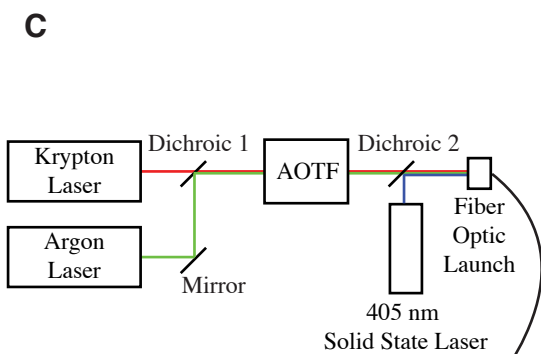 C
Dichroic 1
Dichroic 2
Krypton
Laser
AOTF
Argon
Laser
Mirror
Fiber
Optic
Launch
405 nm
Solid State Laser